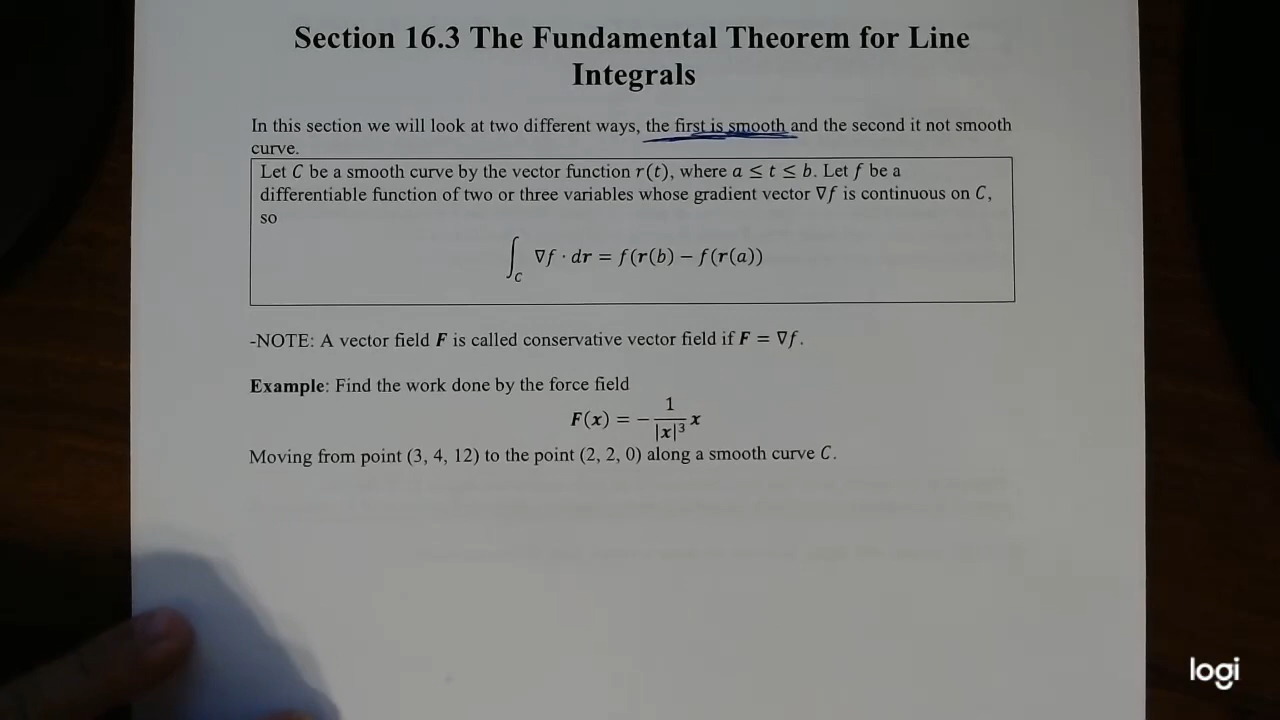 Section 16.3 The Fundamental Theorem for Line
Integrals
In this section we will look at two different ways, the first is smooth and the second it not smooth
curve.
Let C be a smooth curve by the vector function r(t), where a ≤ t ≤ b. Let f be a
differentiable function of two or three variables whose gradient vector ∇f is continuous on C,
so
∫_C ∇f · dr = f(r(b) − f(r(a))
-NOTE: A vector field F is called conservative vector field if F = ∇f.
Example: Find the work done by the force field
F(x) = − 1/|x|³ x
Moving from point (3, 4, 12) to the point (2, 2, 0) along a smooth curve C.
logi